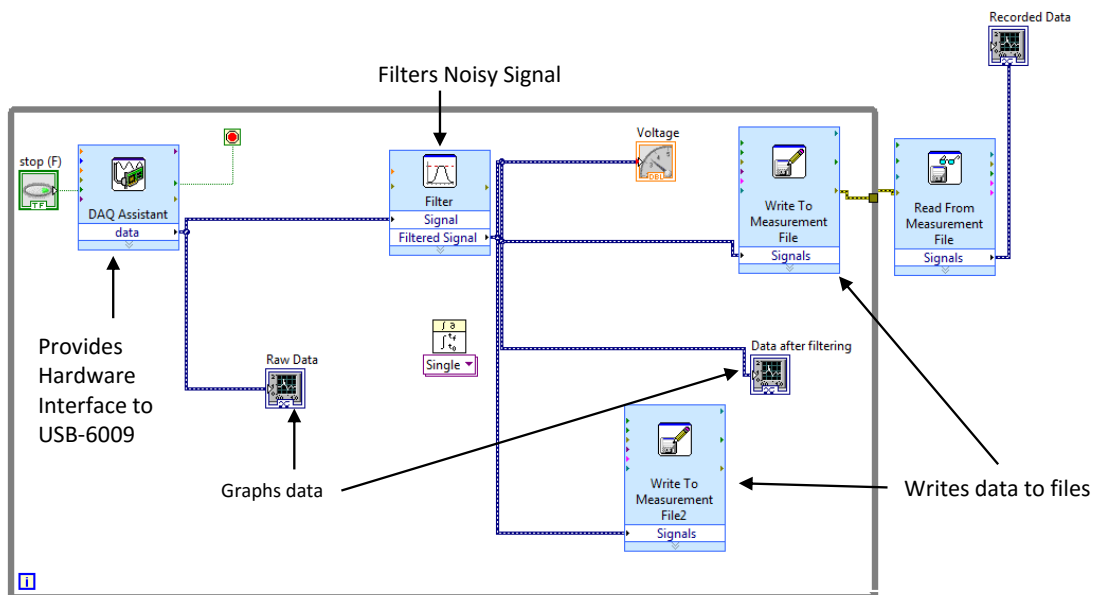 Recorded Data
Filters Noisy Signal
stop (F)
TF
DAQ Assistant
data
Filter
Signal
Filtered Signal
Voltage
DBL
Write To
Measurement
File
Signals
Read From
Measurement
File
Signals
Provides
Hardware
Interface to
USB-6009
Raw Data
Single
Data after filtering
Graphs data
Write To
Measurement
File2
Signals
Writes data to files
i